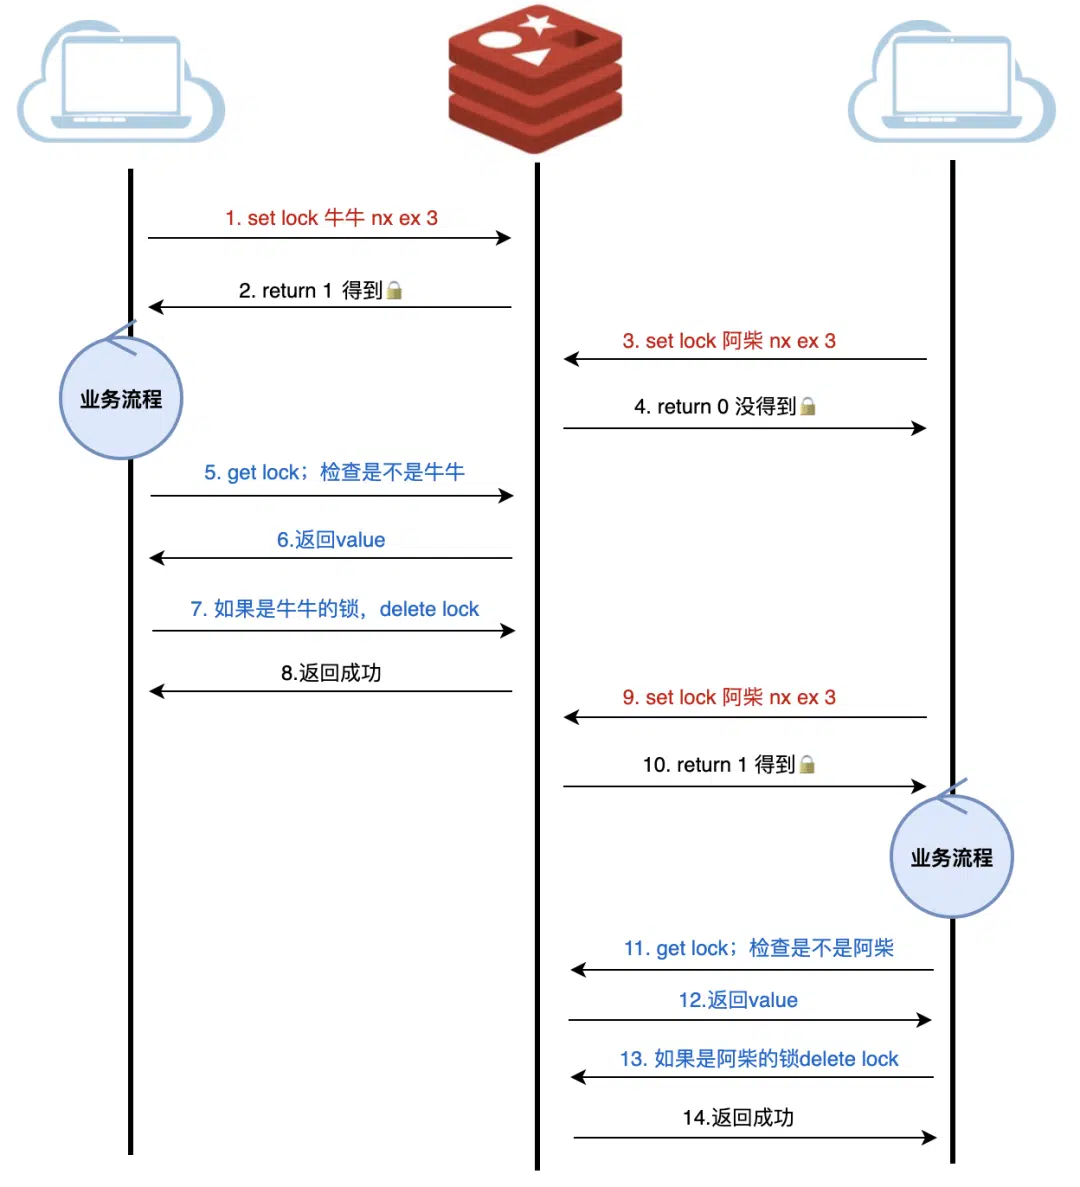 1. set lock 牛牛 nx ex 3
2. return 1 得到🔒
3. set lock 阿柴 nx ex 3
业务流程
4. return 0 没得到🔒
5. get lock；检查是不是牛牛
6.返回value
7. 如果是牛牛的锁，delete lock
8.返回成功
9. set lock 阿柴 nx ex 3
10. return 1 得到🔒
业务流程
11. get lock；检查是不是阿柴
12.返回value
13. 如果是阿柴的锁delete lock
14.返回成功